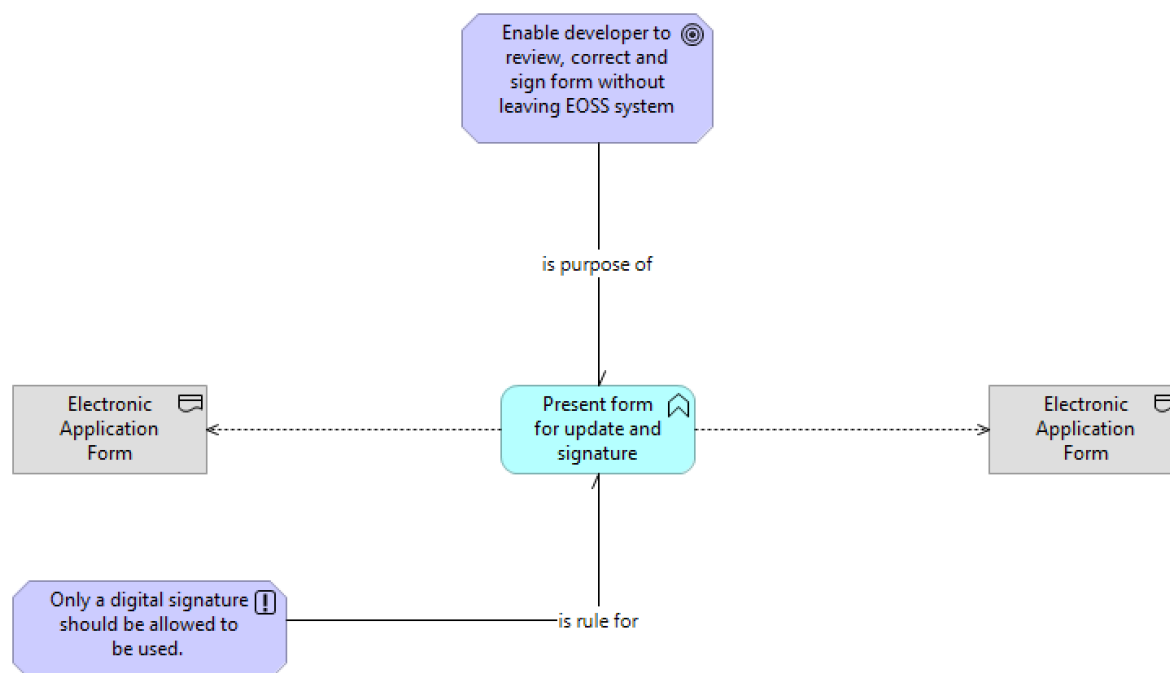 Enable developer to
review, correct and
sign form without
leaving EOSS system
is purpose of
Electronic
Application
Form
Present form
for update and
signature
Electronic
Application
Form
Only a digital signature
should be allowed to
be used.
is rule for